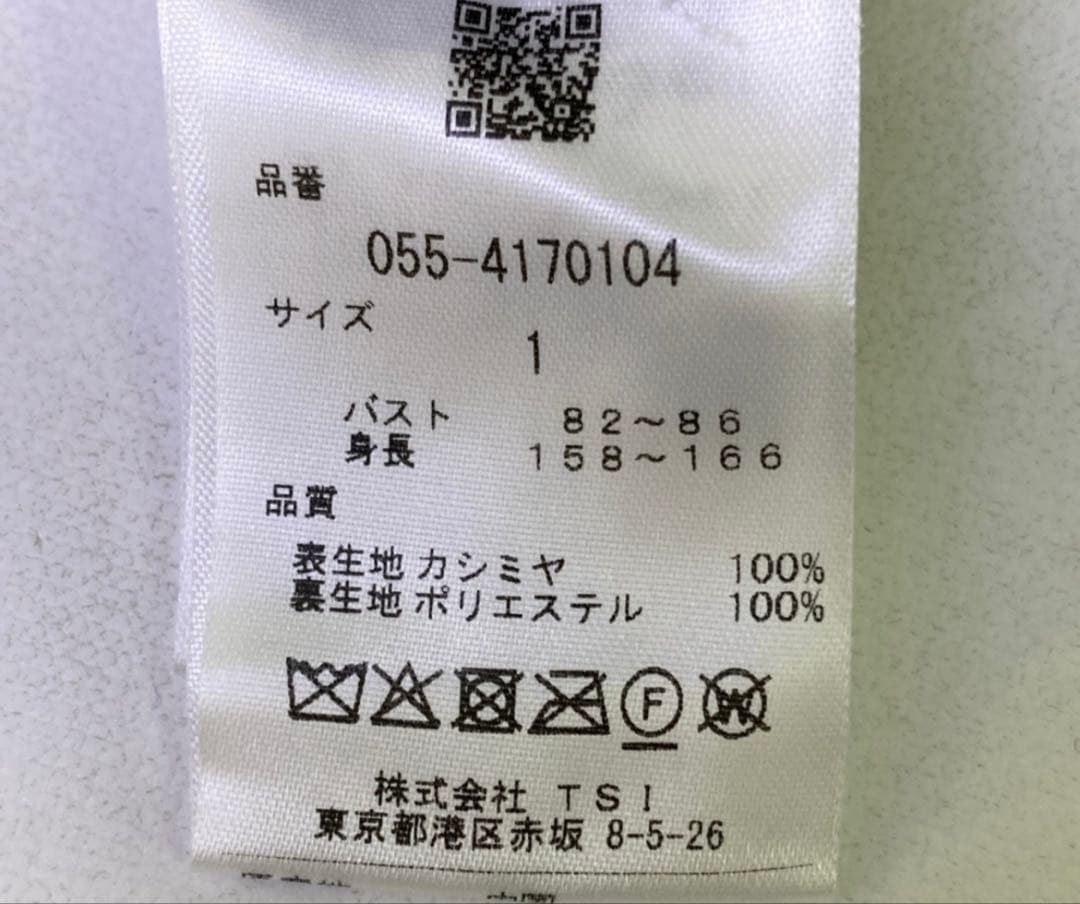 品番
055-4170104
サイズ
1
バスト 82~86
身長 158~166
品質
表生地 カシミヤ 100%
裏生地 ポリエステル 100%
F
W
株式会社 TSI
東京都港区赤坂 8-5-26